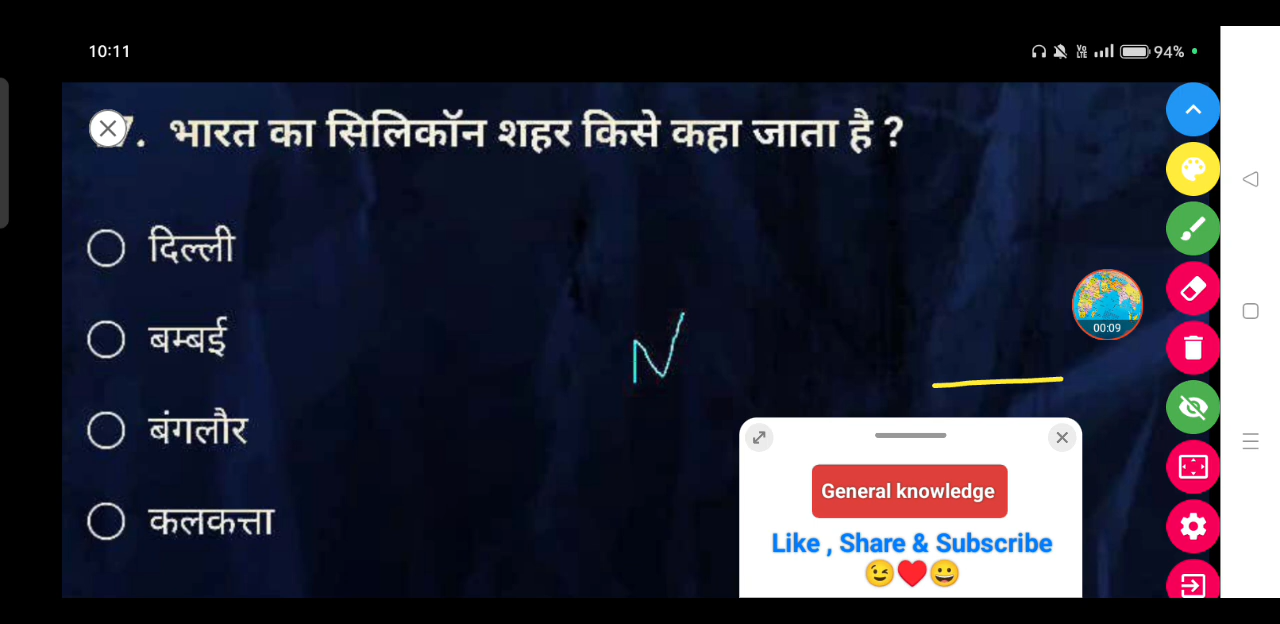 10:11
94%
7. भारत का सिलिकॉन शहर किसे कहा जाता है ?
दिल्ली
बम्बई
बंगलौर
कलकत्ता
N
00:09
General knowledge
Like , Share & Subscribe
😉❤️😀